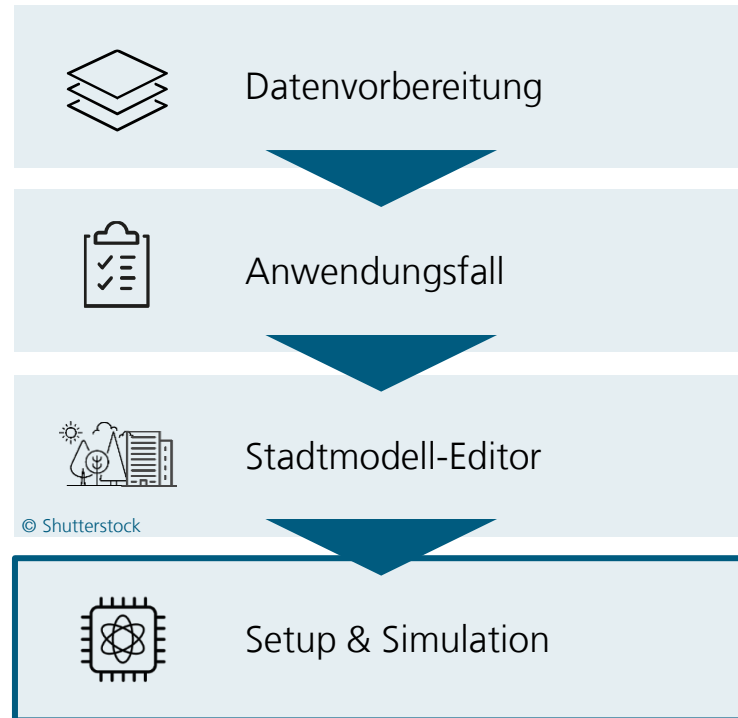 Datenvorbereitung
Anwendungsfall
Stadtmodell-Editor
© Shutterstock
Setup & Simulation